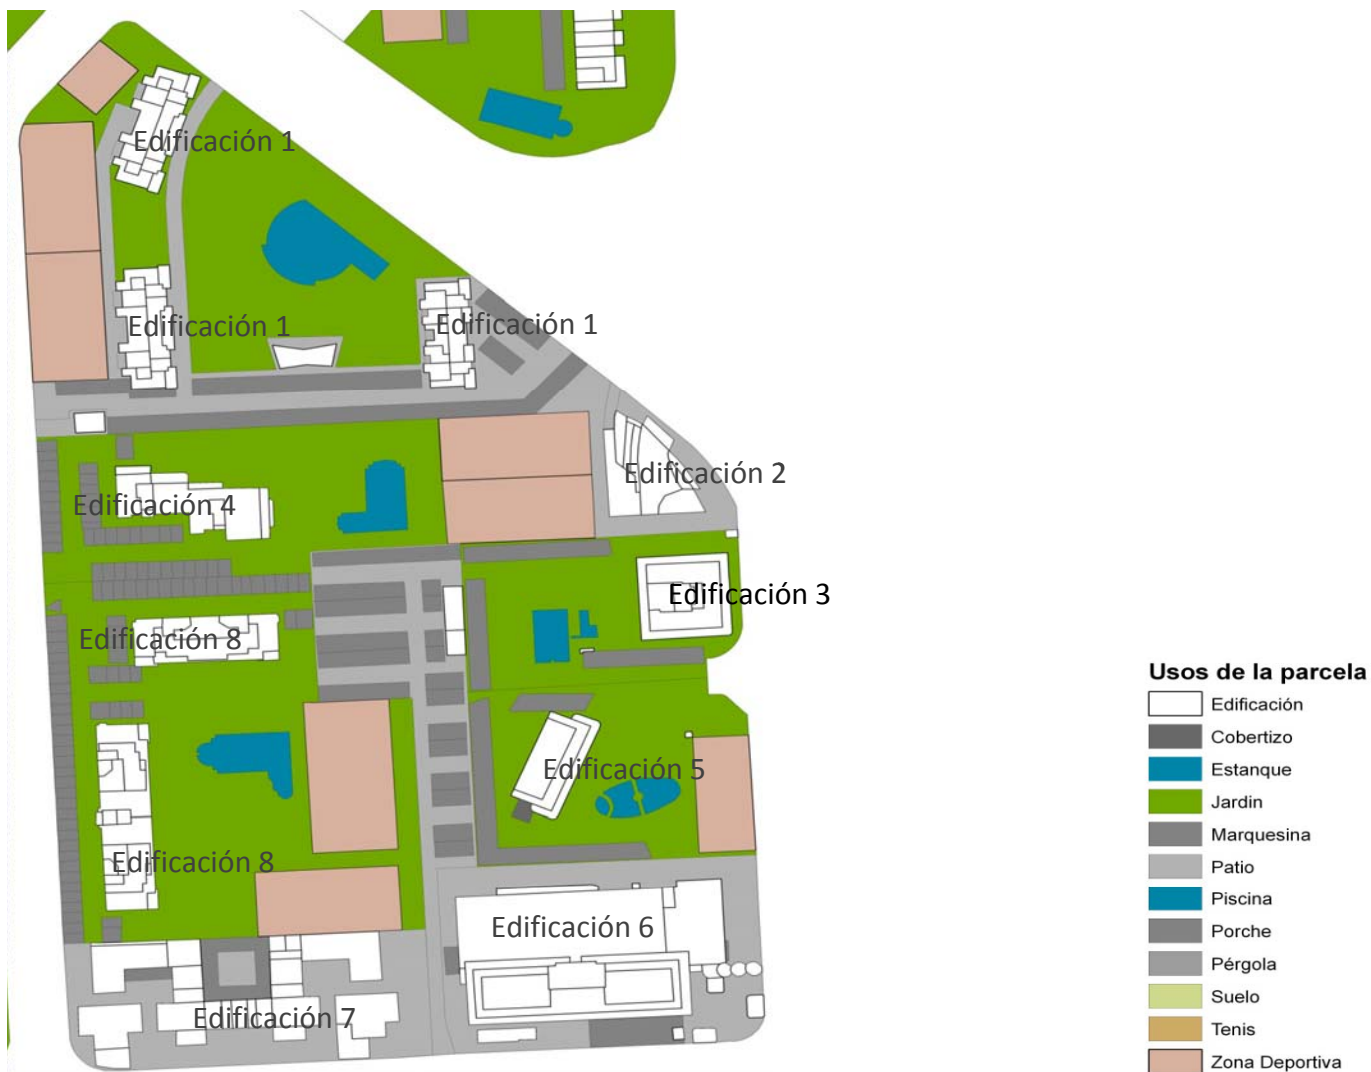 Edificación 1
Edificación 1
Edificación 1
Edificación 2
Edificación 4
Edificación 3
Edificación 8
Edificación 5
Edificación 8
Edificación 6
Edificación 7
Usos de la parcela
Edificación
Cobertizo
Estanque
Jardin
Marquesina
Patio
Piscina
Porche
Pérgola
Suelo
Tenis
Zona Deportiva